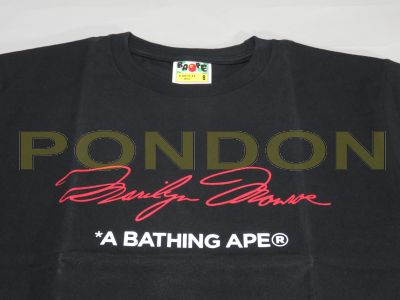 BAPE
PONDON
Marilyn Monroe
*A BATHING APE®